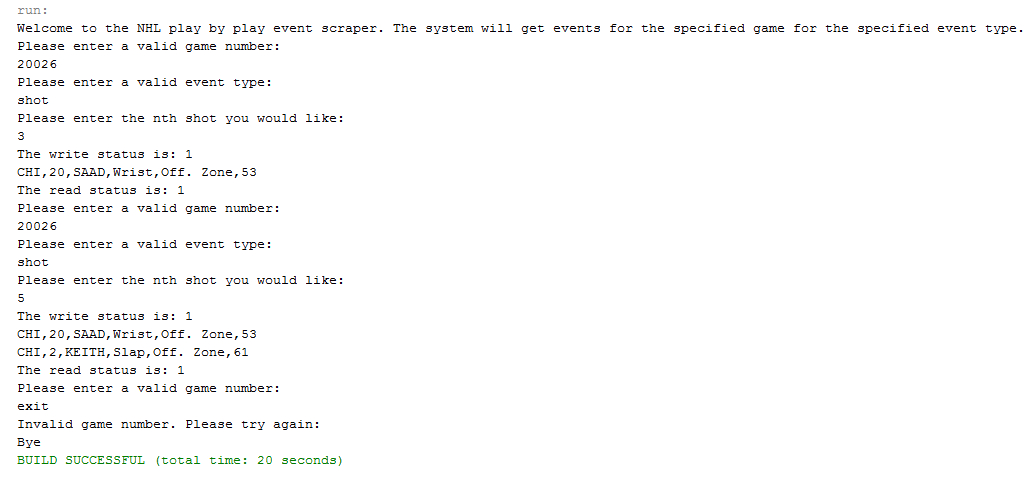 run:
Welcome to the NHL play by play event scraper. The system will get events for the specified game for the specified event type.
Please enter a valid game number:
20026
Please enter a valid event type:
shot
Please enter the nth shot you would like:
3
The write status is: 1
CHI,20,SAAD,Wrist,Off. Zone,53
The read status is: 1
Please enter a valid game number:
20026
Please enter a valid event type:
shot
Please enter the nth shot you would like:
5
The write status is: 1
CHI,20,SAAD,Wrist,Off. Zone,53
CHI,2,KEITH,Slap,Off. Zone,61
The read status is: 1
Please enter a valid game number:
exit
Invalid game number. Please try again:
Bye
BUILD SUCCESSFUL (total time: 20 seconds)